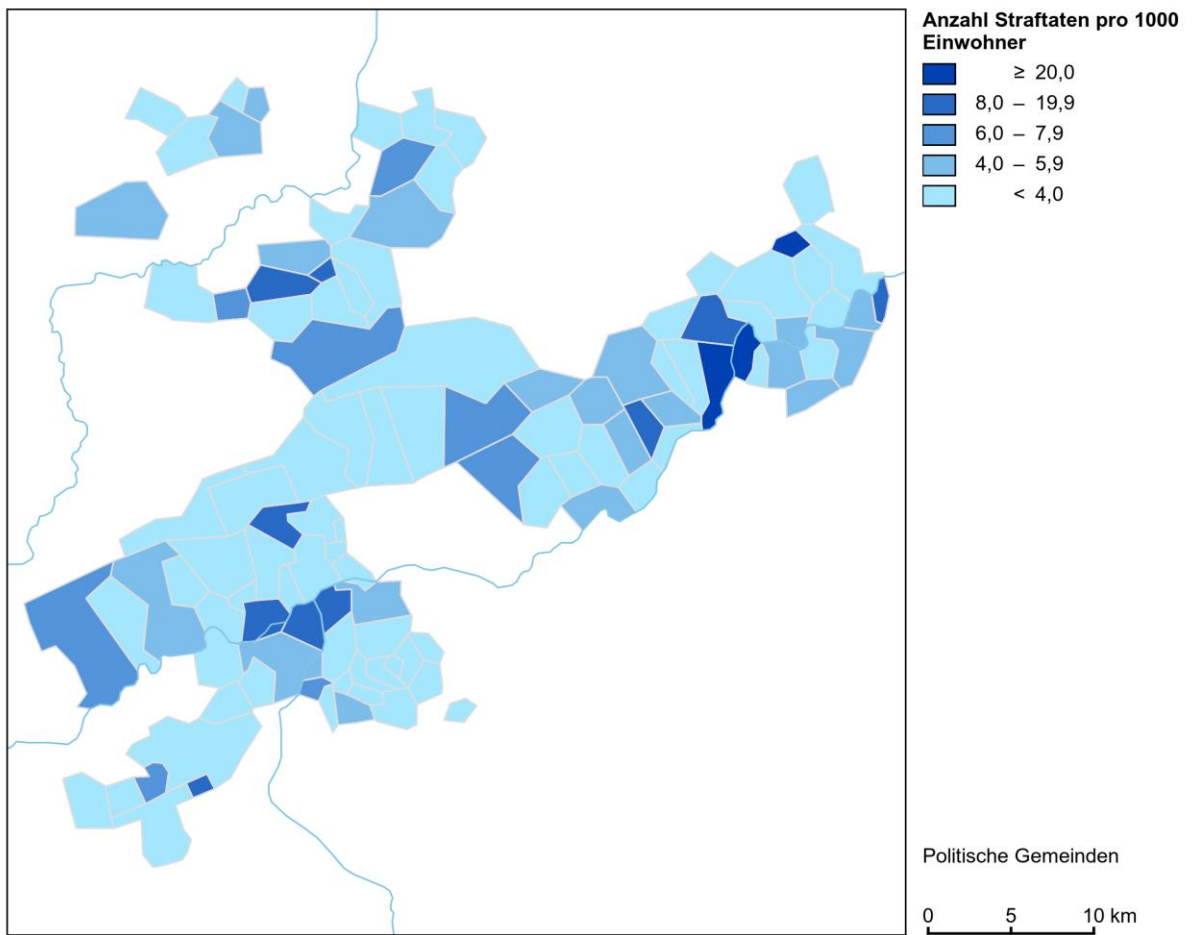 Anzahl Straftaten pro 1000
Einwohner
≥ 20,0
8,0 – 19,9
6,0 – 7,9
4,0 – 5,9
< 4,0
Politische Gemeinden
0 5 10 km